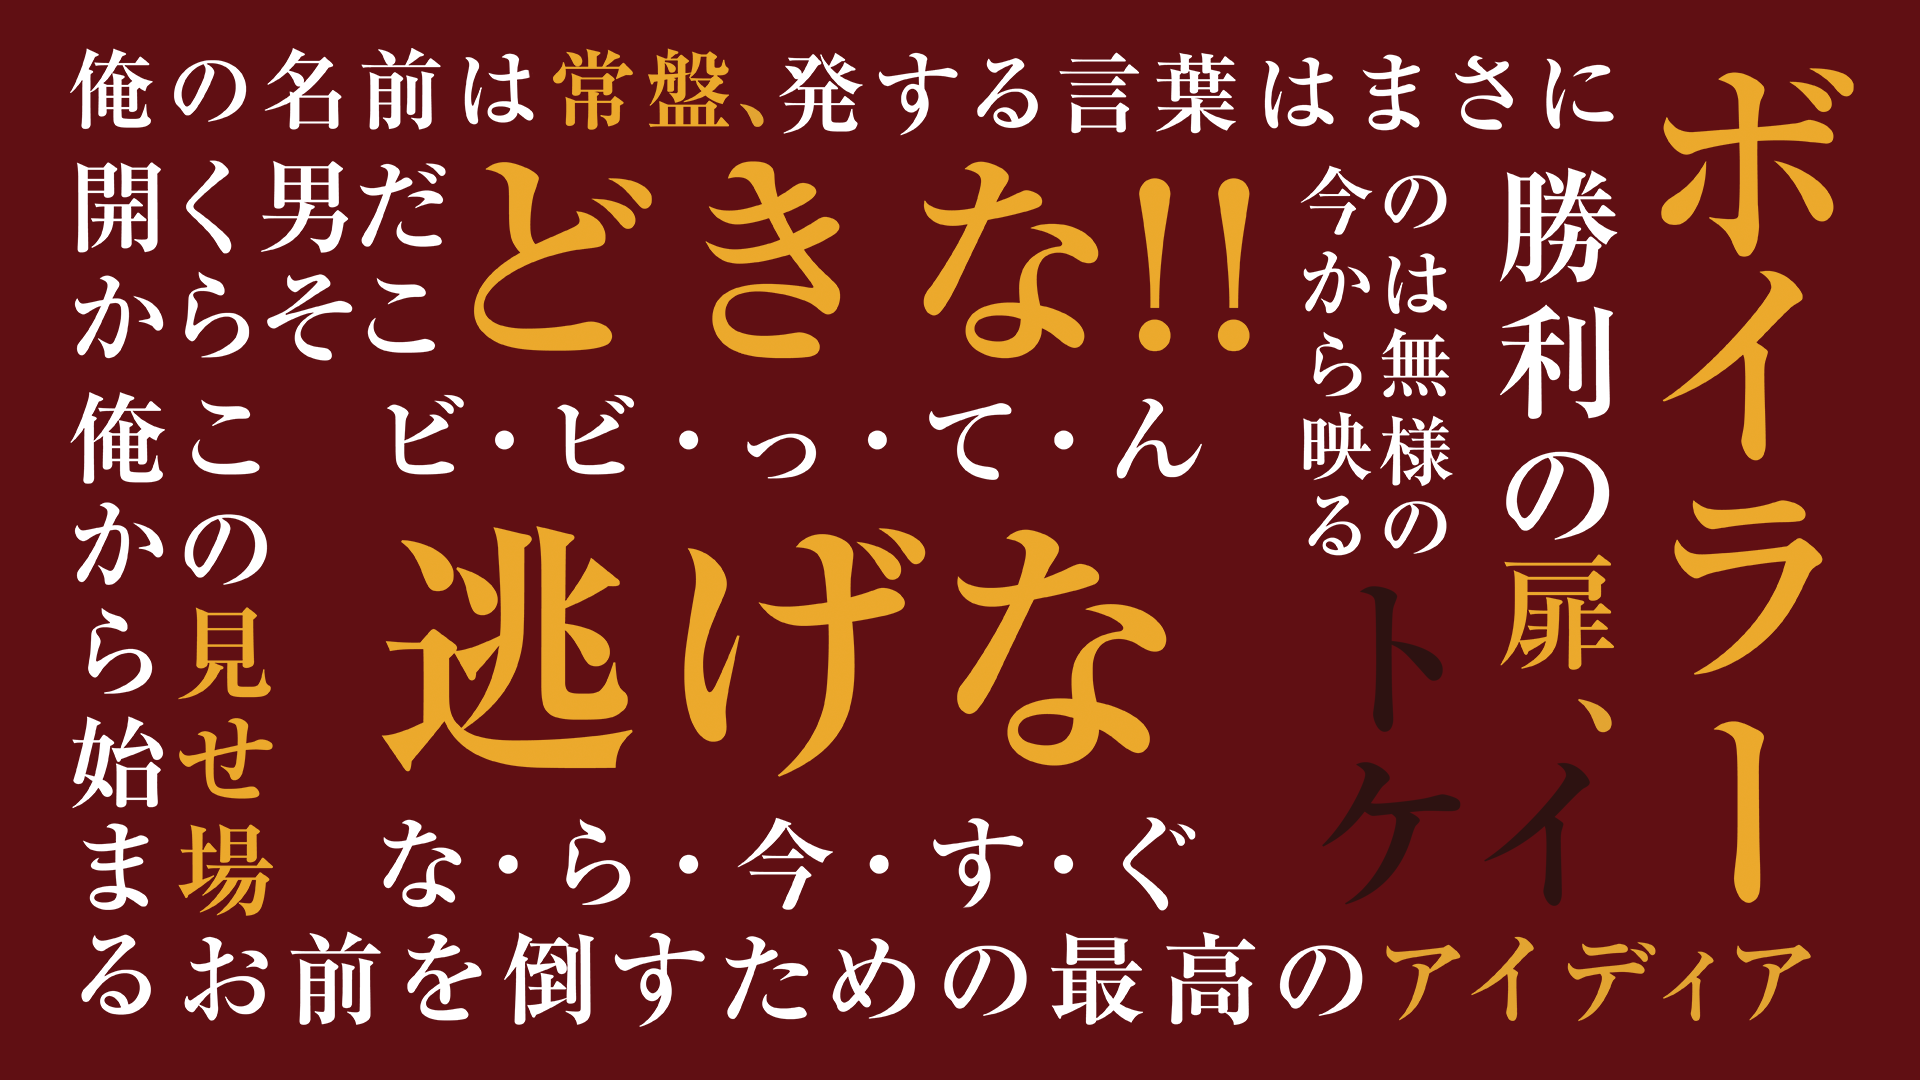 俺の名前は常盤、発する言葉はまさに
ボイラー
勝利の扉、
開く男だ
からそこ
どきな!!
ビ・ビ・っ・て・ん
な・ら・今・す・ぐ
逃げな
俺から始まる
この見せ場
今から映る
のは無様の
トケイ
お前を倒すための最高のアイディア